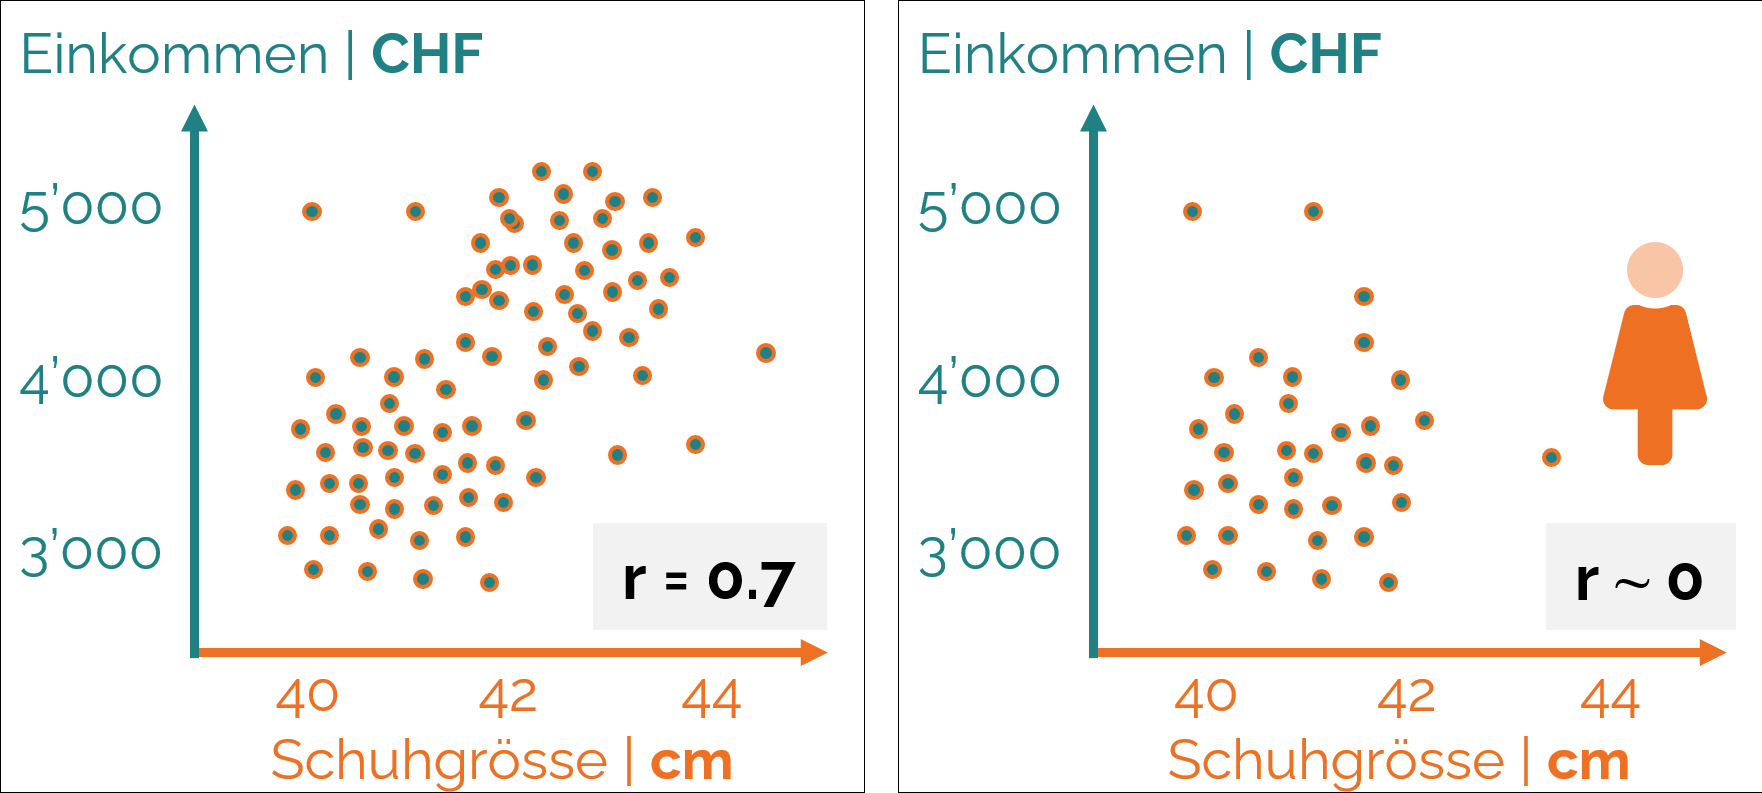 Einkommen | CHF
5’000
4’000
3’000
r = 0.7
40 42 44
Schuhgrösse | cm
Einkommen | CHF
5’000
4’000
3’000
r ~ 0
40 42 44
Schuhgrösse | cm